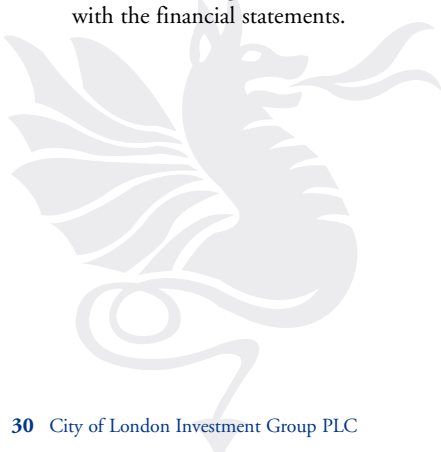 with the financial statements.
30 City of London Investment Group PLC